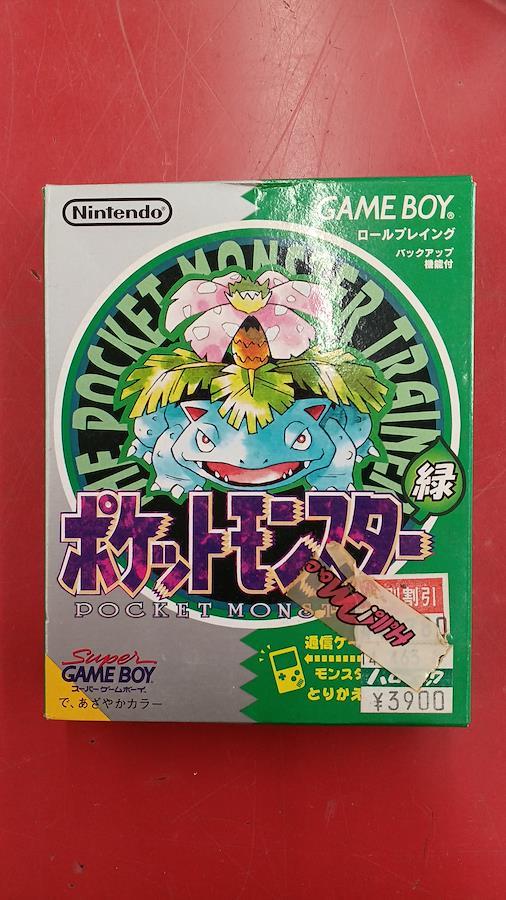 Nintendo®
GAME BOY®
ロールプレイング
バックアップ
機能付
POCKET MONSTER TRAINER
緑
ポケットモンスター
POCKET MONS
割引
Super
GAME BOY
スーパーゲームボーイ
で、あざやかカラー
通信ケー
モンスタ
とりかえ
¥3900